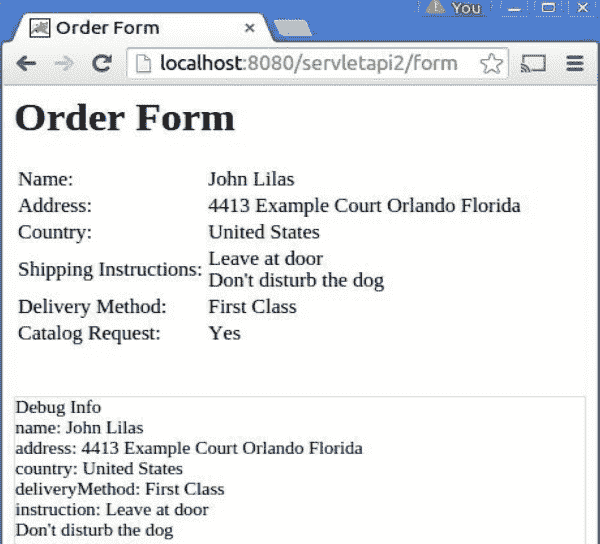 You
Order Form
localhost:8080/servletapi2/form
Order Form
Name: John Lilas
Address: 4413 Example Court Orlando Florida
Country: United States
Shipping Instructions: Leave at door
Don't disturb the dog
Delivery Method: First Class
Catalog Request: Yes
Debug Info
name: John Lilas
address: 4413 Example Court Orlando Florida
country: United States
deliveryMethod: First Class
instruction: Leave at door
Don't disturb the dog